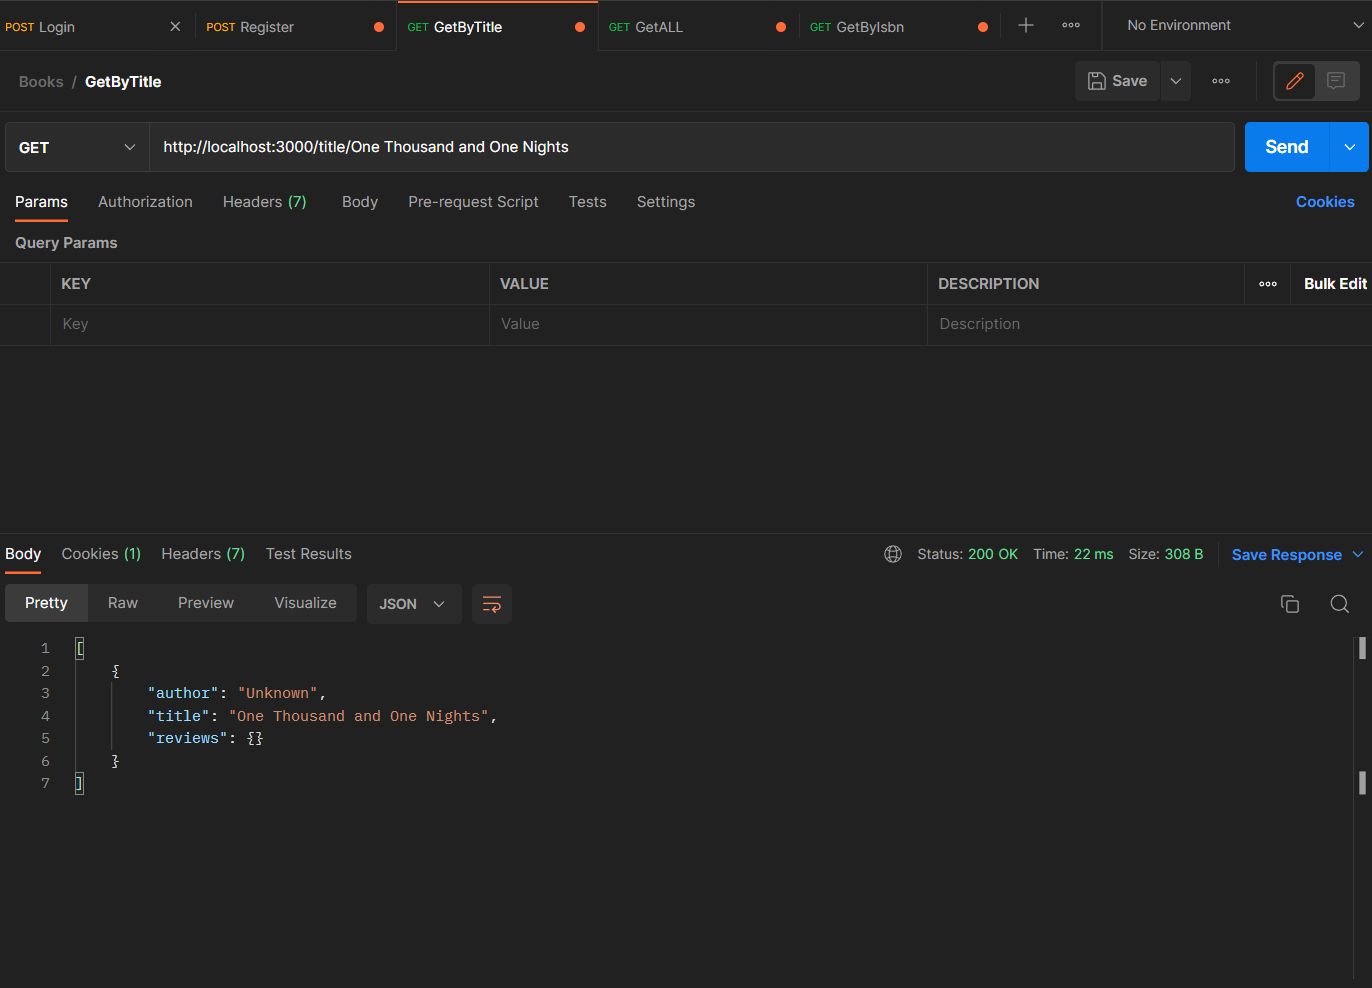 POST Login POST Register GET GetByTitle GET GetALL GET GetByIsbn No Environment
Books / GetByTitle Save
GET http://localhost:3000/title/One Thousand and One Nights Send
Params Authorization Headers (7) Body Pre-request Script Tests Settings Cookies
Query Params
KEY VALUE DESCRIPTION Bulk Edit
Key Value Description
Body Cookies (1) Headers (7) Test Results Status: 200 OK Time: 22 ms Size: 308 B Save Response
Pretty Raw Preview Visualize JSON
1 [
2 {
3 "author": "Unknown",
4 "title": "One Thousand and One Nights",
5 "reviews": {}
6 }
7 ]